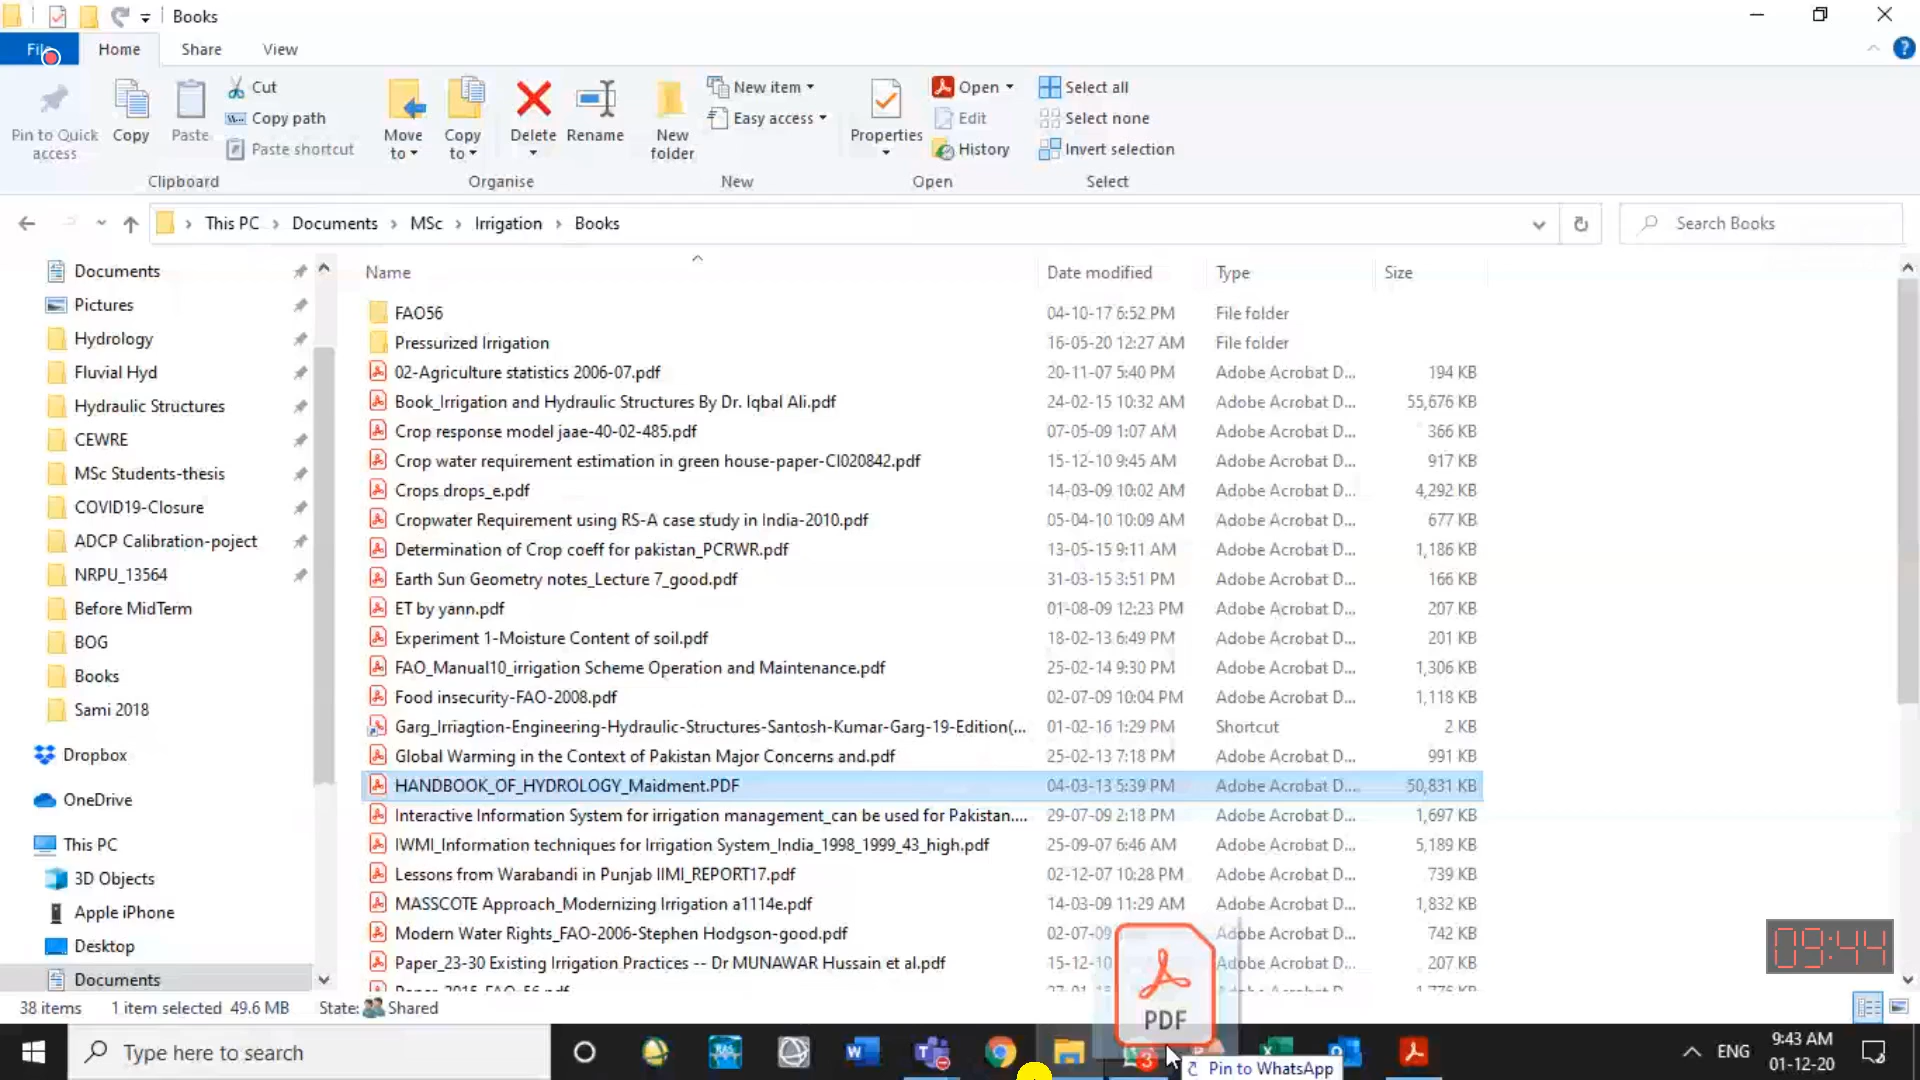 Books
File Home Share View
Pin to Quick access
Copy
Paste
Cut
Copy path
Paste shortcut
Clipboard
Move to
Copy to
Delete
Rename
Organise
New folder
New item
Easy access
New
Properties
Open
Edit
History
Open
Select all
Select none
Invert selection
Select
This PC › Documents › MSc › Irrigation › Books
Search Books
Documents
Pictures
Hydrology
Fluvial Hyd
Hydraulic Structures
CEWRE
MSc Students-thesis
COVID19-Closure
ADCP Calibration-poject
NRPU_13564
Before MidTerm
BOG
Books
Sami 2018
Dropbox
OneDrive
This PC
3D Objects
Apple iPhone
Desktop
Documents
Name Date modified Type Size
FAO56 04-10-17 6:52 PM File folder
Pressurized Irrigation 16-05-20 12:27 AM File folder
02-Agriculture statistics 2006-07.pdf 20-11-07 5:40 PM Adobe Acrobat D... 194 KB
Book_Irrigation and Hydraulic Structures By Dr. Iqbal Ali.pdf 24-02-15 10:32 AM Adobe Acrobat D... 55,676 KB
Crop response model jaae-40-02-485.pdf 07-05-09 1:07 AM Adobe Acrobat D... 366 KB
Crop water requirement estimation in green house-paper-CI020842.pdf 15-12-10 9:45 AM Adobe Acrobat D... 917 KB
Crops drops_e.pdf 14-03-09 10:02 AM Adobe Acrobat D... 4,292 KB
Cropwater Requirement using RS-A case study in India-2010.pdf 05-04-10 10:09 AM Adobe Acrobat D... 677 KB
Determination of Crop coeff for pakistan_PCRWR.pdf 13-05-15 9:11 AM Adobe Acrobat D... 1,186 KB
Earth Sun Geometry notes_Lecture 7_good.pdf 31-03-15 3:51 PM Adobe Acrobat D... 166 KB
ET by yann.pdf 01-08-09 12:23 PM Adobe Acrobat D... 207 KB
Experiment 1-Moisture Content of soil.pdf 18-02-13 6:49 PM Adobe Acrobat D... 201 KB
FAO_Manual10_irrigation Scheme Operation and Maintenance.pdf 25-02-14 9:30 PM Adobe Acrobat D... 1,306 KB
Food insecurity-FAO-2008.pdf 02-07-09 10:04 PM Adobe Acrobat D... 1,118 KB
Garg_Irriagtion-Engineering-Hydraulic-Structures-Santosh-Kumar-Garg-19-Edition(... 01-02-16 1:29 PM Shortcut 2 KB
Global Warming in the Context of Pakistan Major Concerns and.pdf 25-02-13 7:18 PM Adobe Acrobat D... 991 KB
HANDBOOK_OF_HYDROLOGY_Maidment.PDF 04-03-13 5:39 PM Adobe Acrobat D... 50,831 KB
Interactive Information System for irrigation management_can be used for Pakistan.... 29-07-09 2:18 PM Adobe Acrobat D... 1,697 KB
IWMI_Information techniques for Irrigation System_India_1998_1999_43_high.pdf 25-09-07 6:46 AM Adobe Acrobat D... 5,189 KB
Lessons from Warabandi in Punjab IIMI_REPORT17.pdf 02-12-07 10:28 PM Adobe Acrobat D... 739 KB
MASSCOTE Approach_Modernizing Irrigation a1114e.pdf 14-03-09 11:29 AM Adobe Acrobat D... 1,832 KB
Modern Water Rights_FAO-2006-Stephen Hodgson-good.pdf 02-07-09 Adobe Acrobat D... 742 KB
Paper_23-30 Existing Irrigation Practices -- Dr MUNAWAR Hussain et al.pdf 15-12-10 Adobe Acrobat D... 207 KB
PDF
09:44
38 items 1 item selected 49.6 MB State: Shared
Type here to search
3
Pin to WhatsApp
ENG
9:43 AM
01-12-20